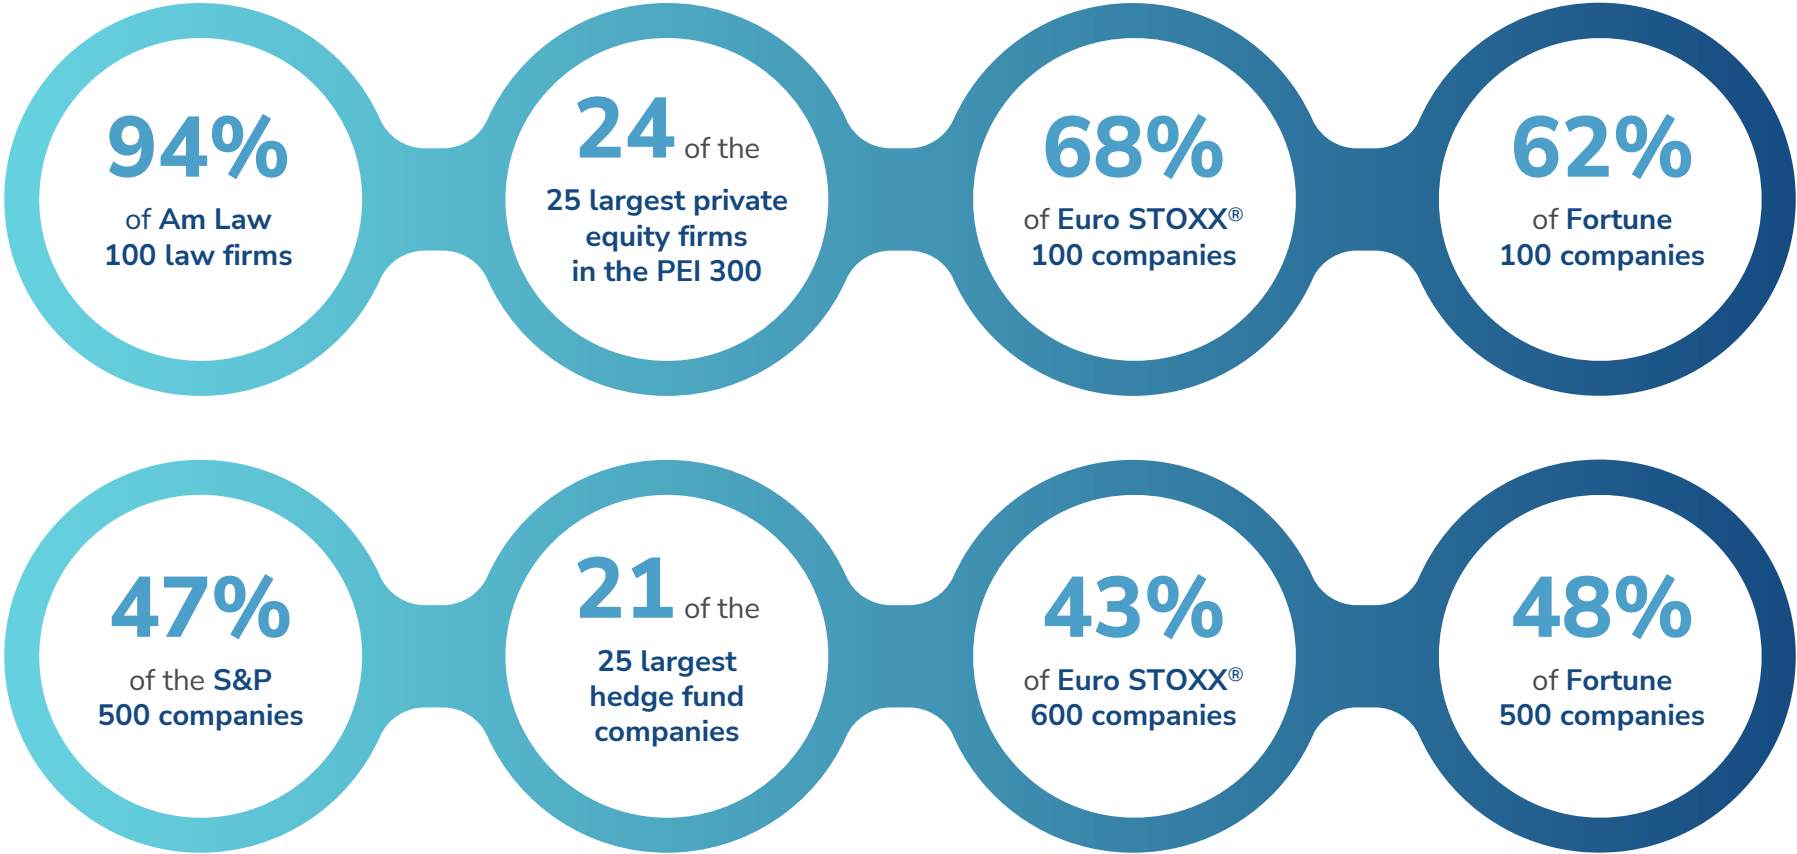 94%
of Am Law
100 law firms
24 of the
25 largest private
equity firms
in the PEI 300
68%
of Euro STOXX®
100 companies
62%
of Fortune
100 companies
47%
of the S&P
500 companies
21 of the
25 largest
hedge fund
companies
43%
of Euro STOXX®
600 companies
48%
of Fortune
500 companies